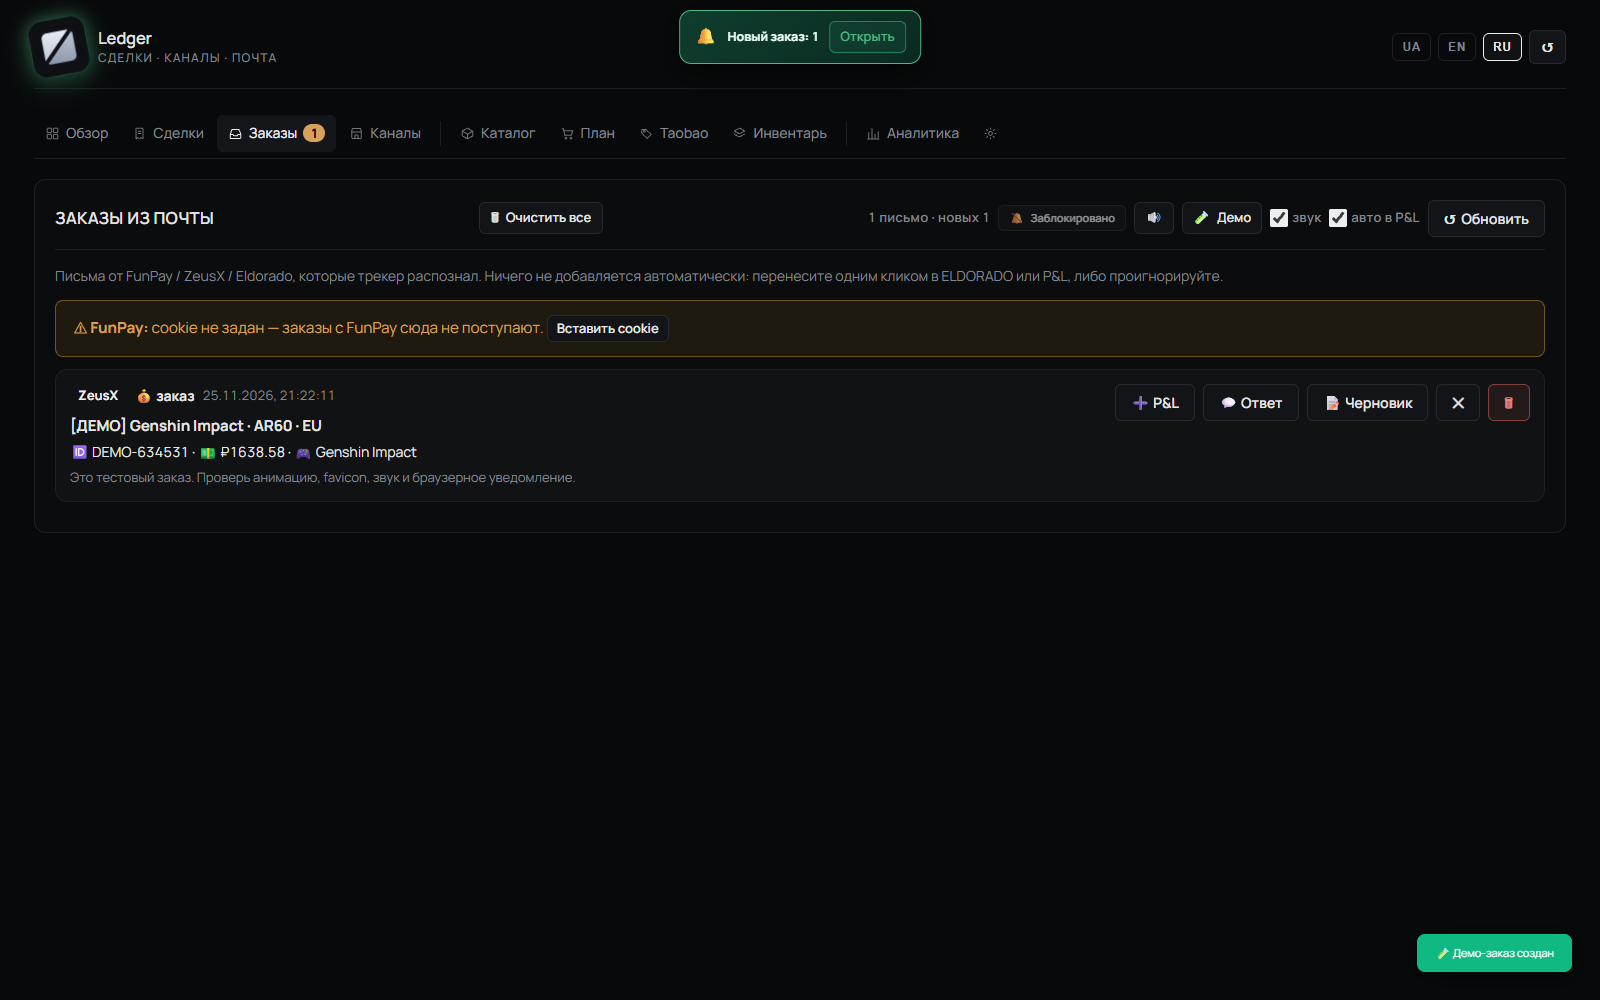 Ledger
СДЕЛКИ · КАНАЛЫ · ПОЧТА
Новый заказ: 1 Открыть
UA EN RU
Обзор Сделки Заказы 1 Каналы Каталог План Taobao Инвентарь Аналитика
ЗАКАЗЫ ИЗ ПОЧТЫ Очистить все 1 письмо · новых 1 Заблокировано Демо звук авто в P&L Обновить
Письма от FunPay / ZeusX / Eldorado, которые трекер распознал. Ничего не добавляется автоматически: перенесите одним кликом в ELDORADO или P&L, либо проигнорируйте.
FunPay: cookie не задан — заказы с FunPay сюда не поступают. Вставить cookie
ZeusX заказ 25.11.2026, 21:22:11 P&L Ответ Черновик
[ДЕМО] Genshin Impact · AR60 · EU
ID DEMO-634531 · ₽1638.58 · Genshin Impact
Это тестовый заказ. Проверь анимацию, favicon, звук и браузерное уведомление.
Демо-заказ создан